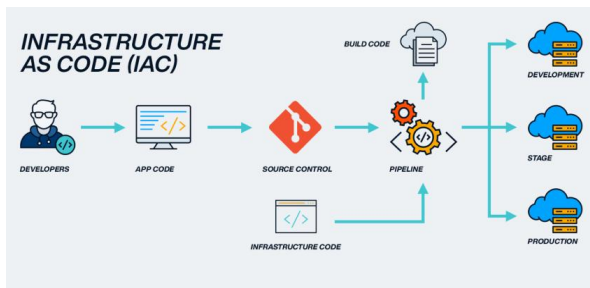 INFRASTRUCTURE
AS CODE (IAC)
BUILD CODE
DEVELOPMENT
DEVELOPERS
APP CODE
SOURCE CONTROL
PIPELINE
STAGE
INFRASTRUCTURE CODE
PRODUCTION